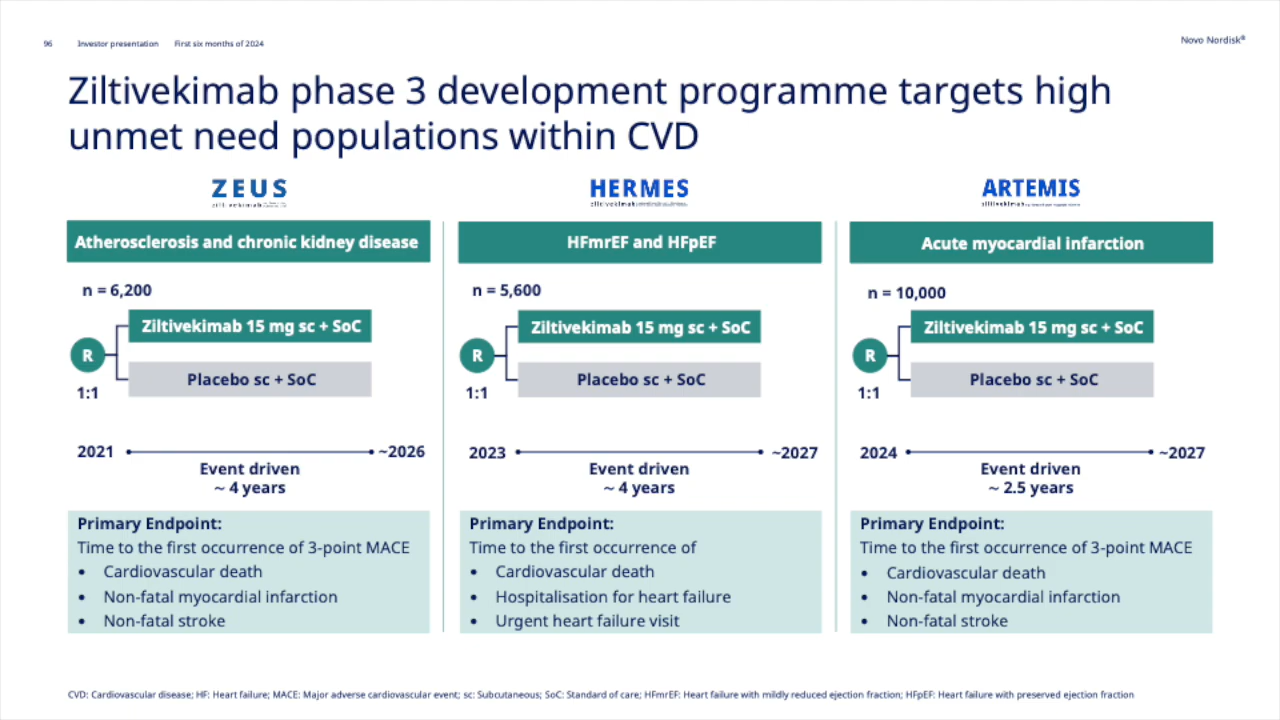 96 Investor presentation First six months of 2024
Novo Nordisk®
Ziltivekimab phase 3 development programme targets high
unmet need populations within CVD
ZEUS
Atherosclerosis and chronic kidney disease
n = 6,200
R
1:1
Ziltivekimab 15 mg sc + SoC
Placebo sc + SoC
2021
~2026
Event driven
~ 4 years
Primary Endpoint:
Time to the first occurrence of 3-point MACE
• Cardiovascular death
• Non-fatal myocardial infarction
• Non-fatal stroke
HERMES
HFmrEF and HFpEF
n = 5,600
R
1:1
Ziltivekimab 15 mg sc + SoC
Placebo sc + SoC
2023
~2027
Event driven
~ 4 years
Primary Endpoint:
Time to the first occurrence of
• Cardiovascular death
• Hospitalisation for heart failure
• Urgent heart failure visit
ARTEMIS
Acute myocardial infarction
n = 10,000
R
1:1
Ziltivekimab 15 mg sc + SoC
Placebo sc + SoC
2024
~2027
Event driven
~ 2.5 years
Primary Endpoint:
Time to the first occurrence of 3-point MACE
• Cardiovascular death
• Non-fatal myocardial infarction
• Non-fatal stroke
CVD: Cardiovascular disease; HF: Heart failure; MACE: Major adverse cardiovascular event; sc: Subcutaneous; SoC: Standard of care; HFmrEF: Heart failure with mildly reduced ejection fraction; HFpEF: Heart failure with preserved ejection fraction